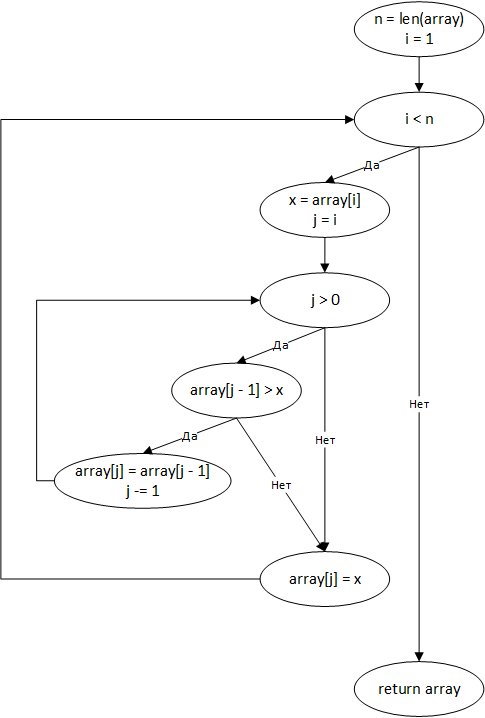 n = len(array)
i = 1
i < n
Да
x = array[i]
j = i
j > 0
Да
array[j - 1] > x
Нет
Да
Нет
array[j] = array[j - 1]
j -= 1
Нет
array[j] = x
return array